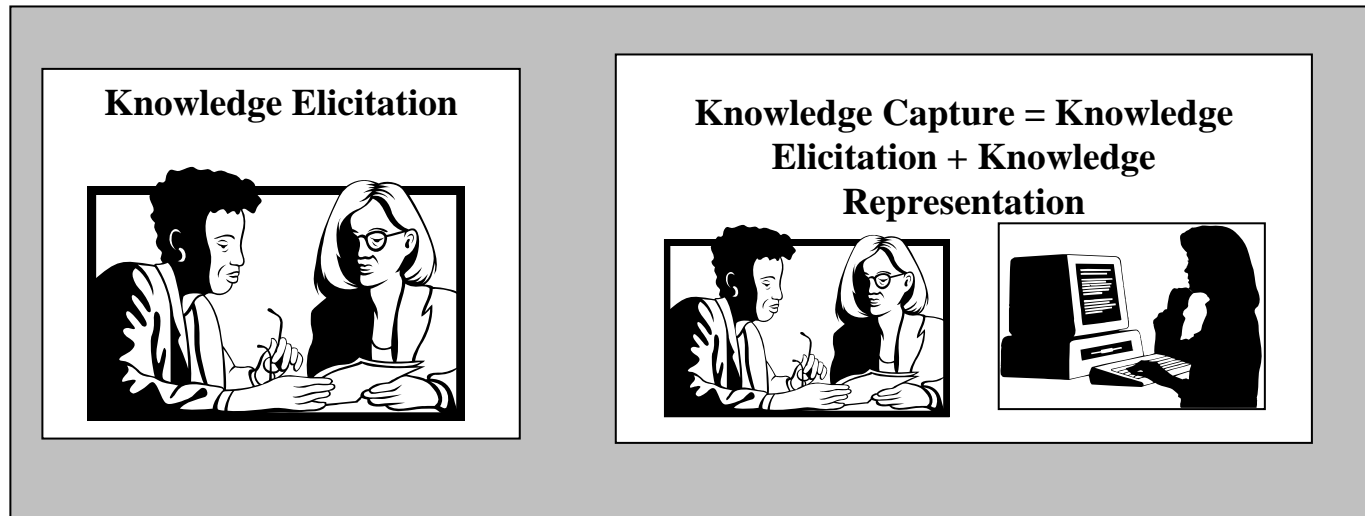 Knowledge Elicitation
Knowledge Capture = Knowledge
Elicitation + Knowledge
Representation